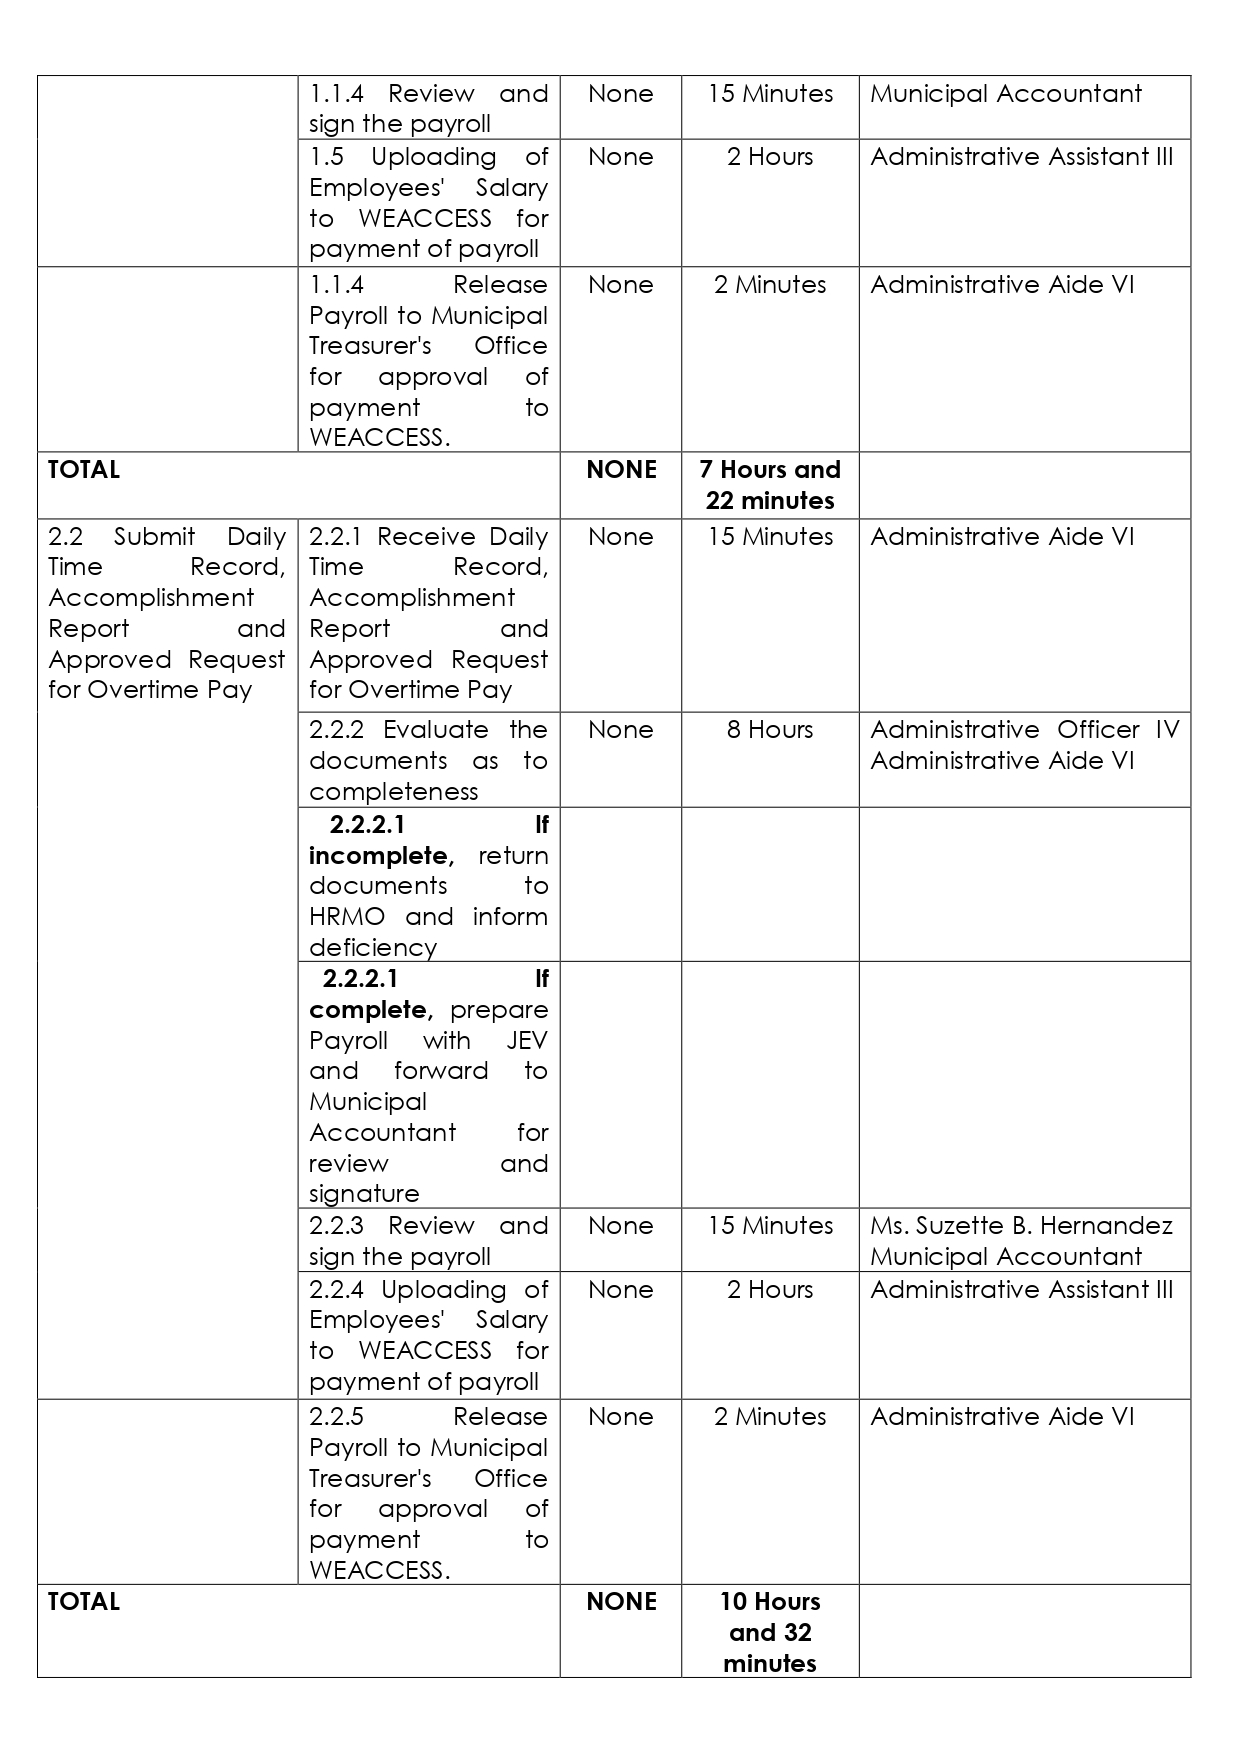 1.1.4 Review and
sign the payroll
None
15 Minutes
Municipal Accountant
1.5 Uploading of
Employees' Salary
to WEACCESS for
payment of payroll
None
2 Hours
Administrative Assistant III
1.1.4 Release
Payroll to Municipal
Treasurer's Office
for approval of
payment to
WEACCESS.
None
2 Minutes
Administrative Aide VI
TOTAL
NONE
7 Hours and
22 minutes
2.2 Submit Daily
Time Record,
Accomplishment
Report and
Approved Request
for Overtime Pay
2.2.1 Receive Daily
Time Record,
Accomplishment
Report and
Approved Request
for Overtime Pay
None
15 Minutes
Administrative Aide VI
2.2.2 Evaluate the
documents as to
completeness
None
8 Hours
Administrative Officer IV
Administrative Aide VI
2.2.2.1 If
incomplete, return
documents to
HRMO and inform
deficiency
2.2.2.1 If
complete, prepare
Payroll with JEV
and forward to
Municipal
Accountant for
review and
signature
2.2.3 Review and
sign the payroll
None
15 Minutes
Ms. Suzette B. Hernandez
Municipal Accountant
2.2.4 Uploading of
Employees' Salary
to WEACCESS for
payment of payroll
None
2 Hours
Administrative Assistant III
2.2.5 Release
Payroll to Municipal
Treasurer's Office
for approval of
payment to
WEACCESS.
None
2 Minutes
Administrative Aide VI
TOTAL
NONE
10 Hours
and 32
minutes